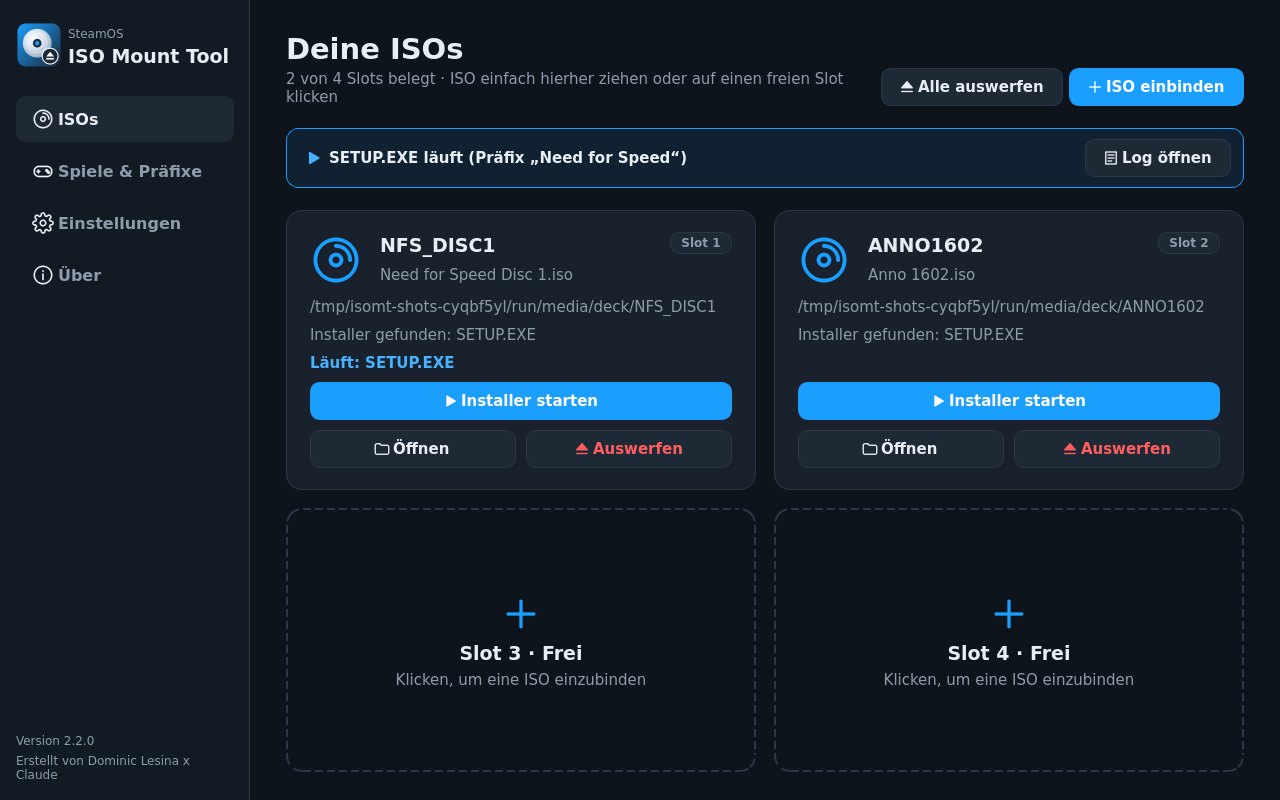 SteamOS
ISO Mount Tool
ISOs
Spiele & Präfixe
Einstellungen
Über
Version 2.2.0
Erstellt von Dominic Lesina x
Claude
Deine ISOs
2 von 4 Slots belegt · ISO einfach hierher ziehen oder auf einen freien Slot
klicken
Alle auswerfen
ISO einbinden
SETUP.EXE läuft (Präfix „Need for Speed“)
Log öffnen
NFS_DISC1
Slot 1
Need for Speed Disc 1.iso
/tmp/isomt-shots-cyqbf5yl/run/media/deck/NFS_DISC1
Installer gefunden: SETUP.EXE
Läuft: SETUP.EXE
Installer starten
Öffnen
Auswerfen
ANNO1602
Slot 2
Anno 1602.iso
/tmp/isomt-shots-cyqbf5yl/run/media/deck/ANNO1602
Installer gefunden: SETUP.EXE
Installer starten
Öffnen
Auswerfen
Slot 3 · Frei
Klicken, um eine ISO einzubinden
Slot 4 · Frei
Klicken, um eine ISO einzubinden